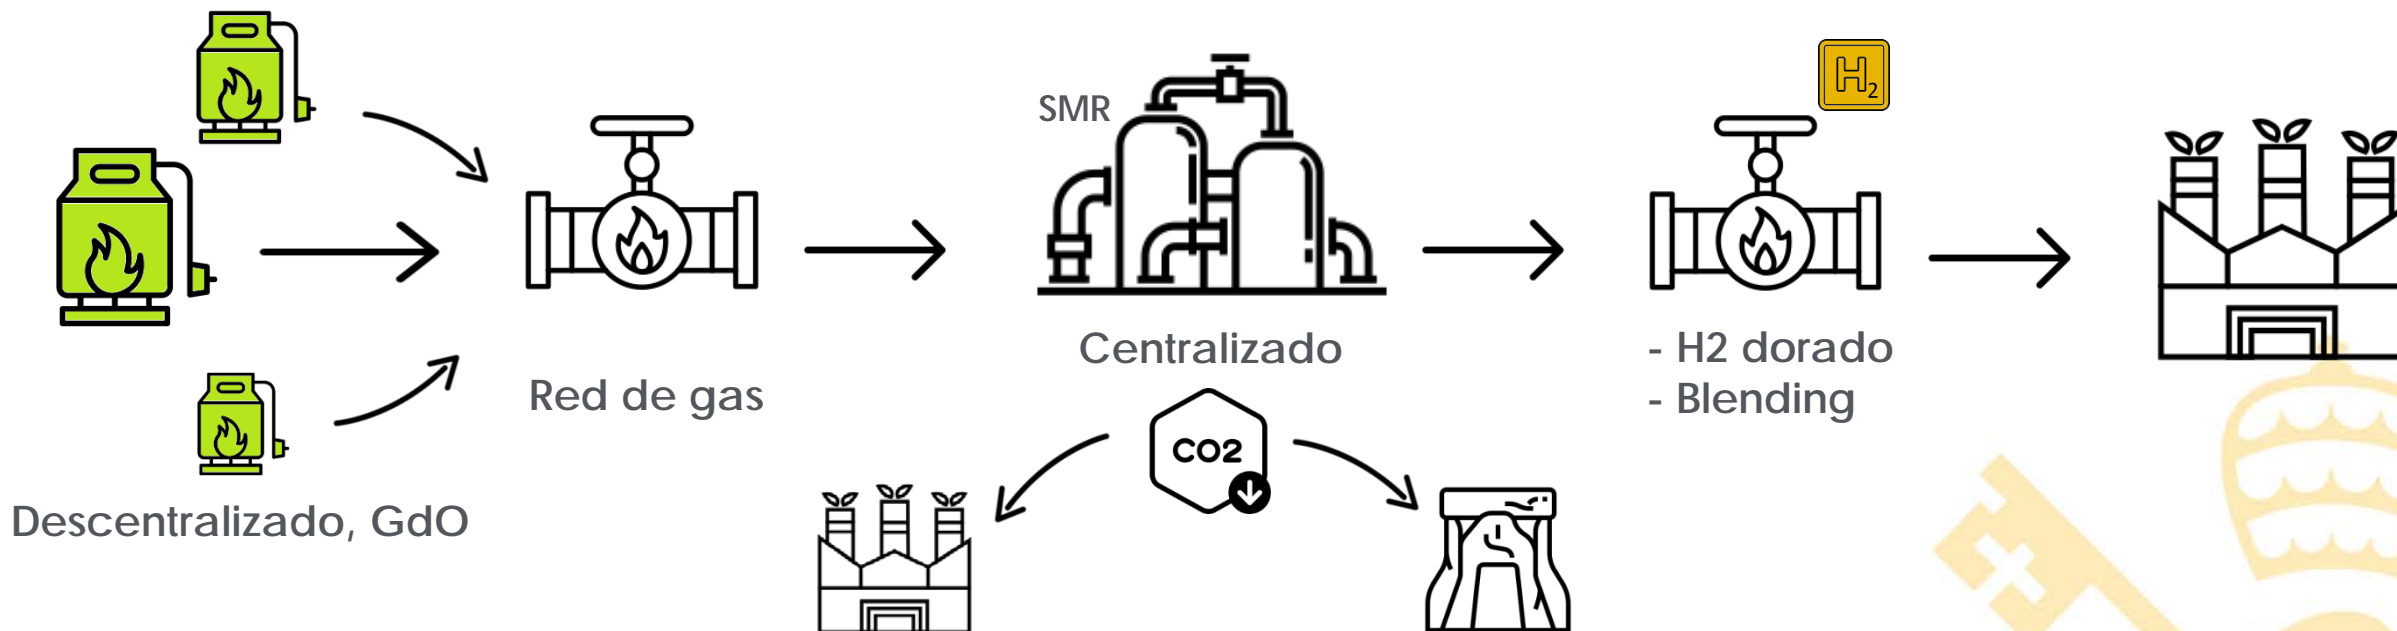 SMR
H2
Centralizado
- H2 dorado
- Blending
Red de gas
CO2
Descentralizado, GdO